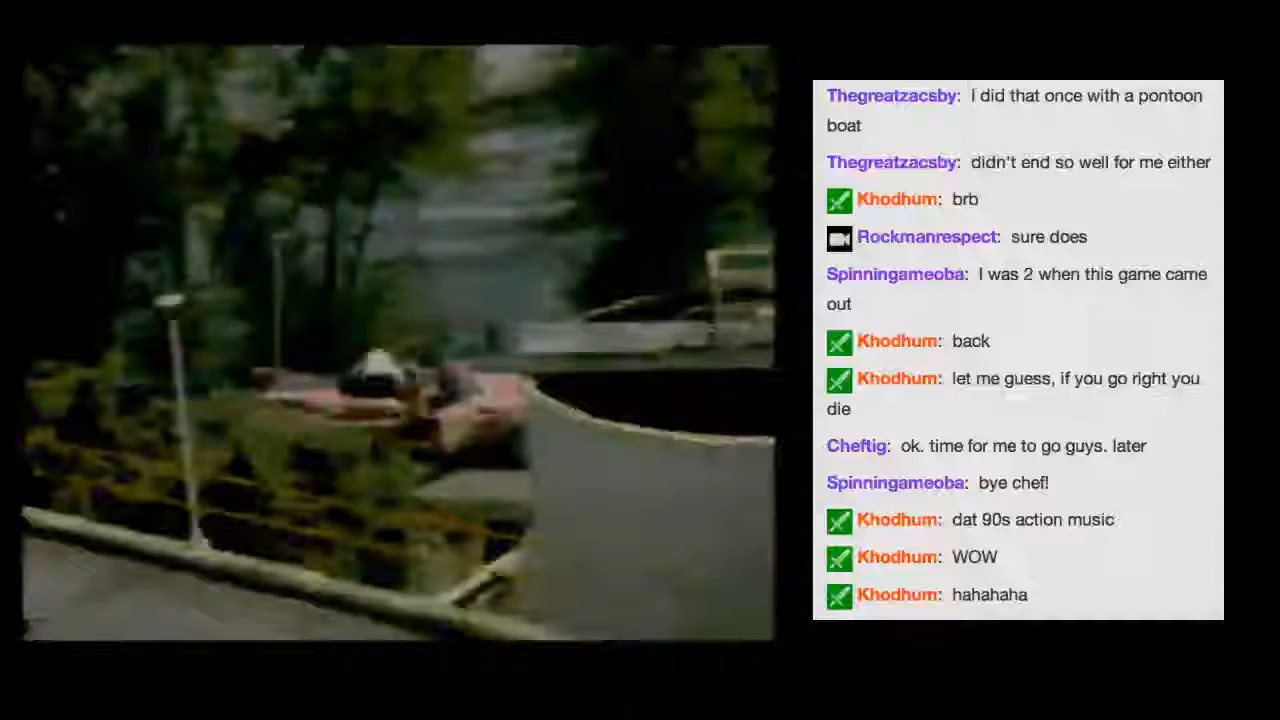 Thegreatzacsby: I did that once with a pontoon
boat
Thegreatzacsby: didn't end so well for me either
Khodhum: brb
Rockmanrespect: sure does
Spinningameoba: I was 2 when this game came
out
Khodhum: back
Khodhum: let me guess, if you go right you
die
Cheftig: ok. time for me to go guys. later
Spinningameoba: bye chef!
Khodhum: dat 90s action music
Khodhum: WOW
Khodhum: hahahaha